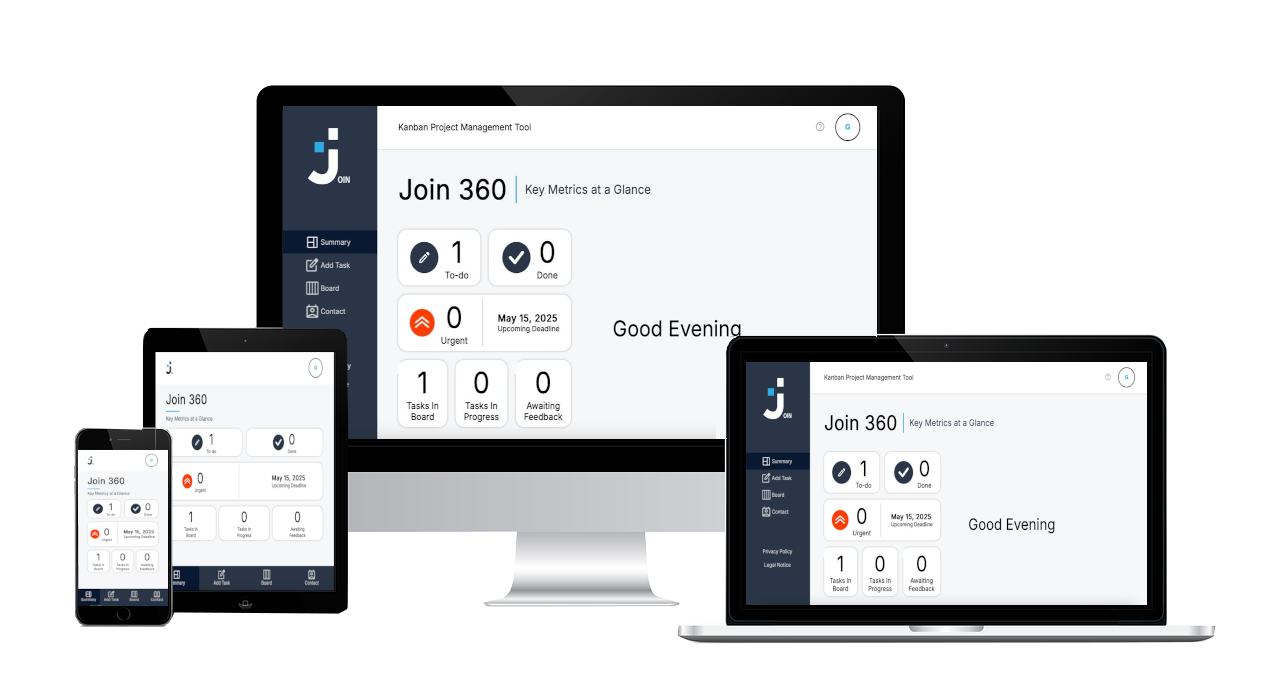 OIN
Kanban Project Management Tool
G
Join 360
Key Metrics at a Glance
Summary
Add Task
Board
Contact
1
To-do
0
Done
0
Urgent
May 15, 2025
Upcoming Deadline
1
Tasks In
Board
0
Tasks In
Progress
0
Awaiting
Feedback
Good Evening
G
Join 360
Key Metrics at a Glance
1
To-do
0
Done
0
Urgent
May 15, 2025
Upcoming Deadline
1
Tasks In
Board
0
Tasks In
Progress
0
Awaiting
Feedback
Add Task
Board
Contact
G
Join 360
Key Metrics at a Glance
1
To-do
0
Done
0
Urgent
May 15, 2025
Upcoming Deadline
1
Tasks In
Board
0
Tasks In
Progress
0
Awaiting
Feedback
Summary
Add Task
Board
Contact
OIN
Kanban Project Management Tool
G
Join 360
Key Metrics at a Glance
Summary
Add Task
Board
Contact
Privacy Policy
Legal Notice
1
To-do
0
Done
0
Urgent
May 15, 2025
Upcoming Deadline
1
Tasks In
Board
0
Tasks In
Progress
0
Awaiting
Feedback
Good Evening